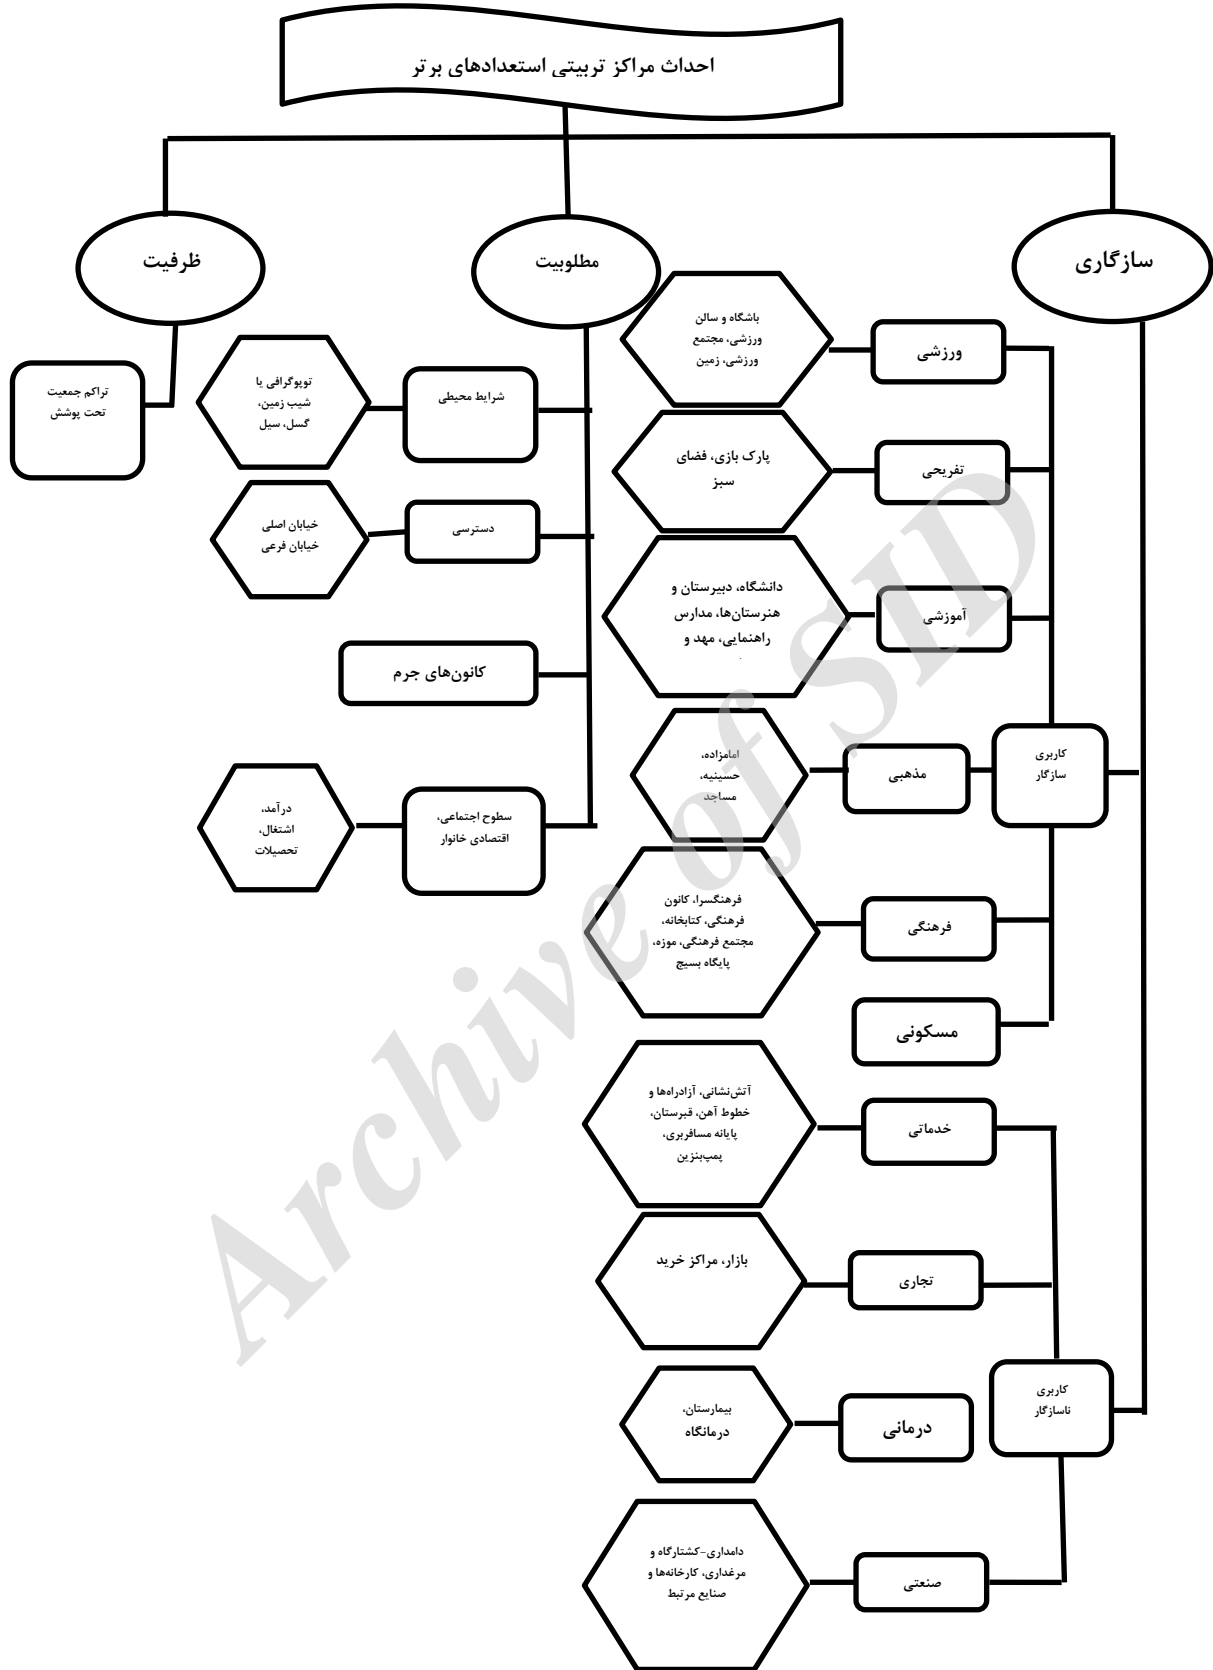 احداث مراکز تربیتی استعدادهای برتر
سازگاری
مطلوبیت
ظرفیت
کاربری
سازگار
ورزشی
باشگاه و سالن
ورزشی، مجتمع
ورزشی، زمین
تفریحی
پارک بازی، فضای
سبز
آموزشی
دانشگاه، دبیرستان و
هنرستان‌ها، مدارس
راهنمایی، مهد و
مذهبی
امامزاده،
حسینیه،
مساجد
فرهنگی
فرهنگسرا، کانون
فرهنگی، کتابخانه،
مجتمع فرهنگی، موزه،
پایگاه بسیج
مسکونی
کاربری
ناسازگار
خدماتی
آتش‌نشانی، آزادراه‌ها و
خطوط آهن، قبرستان،
پایانه مسافربری،
پمپ‌بنزین
تجاری
بازار، مراکز خرید
درمانی
بیمارستان،
درمانگاه
صنعتی
دامداری-کشتارگاه و
مرغداری، کارخانه‌ها و
صنایع مرتبط
شرایط محیطی
توپوگرافی یا
شیب زمین،
گسل، سیل
دسترسی
خیابان اصلی
خیابان فرعی
کانون‌های جرم
سطوح اجتماعی،
اقتصادی خانوار
درآمد،
اشتغال،
تحصیلات
تراکم جمعیت
تحت پوشش
Archive of SID